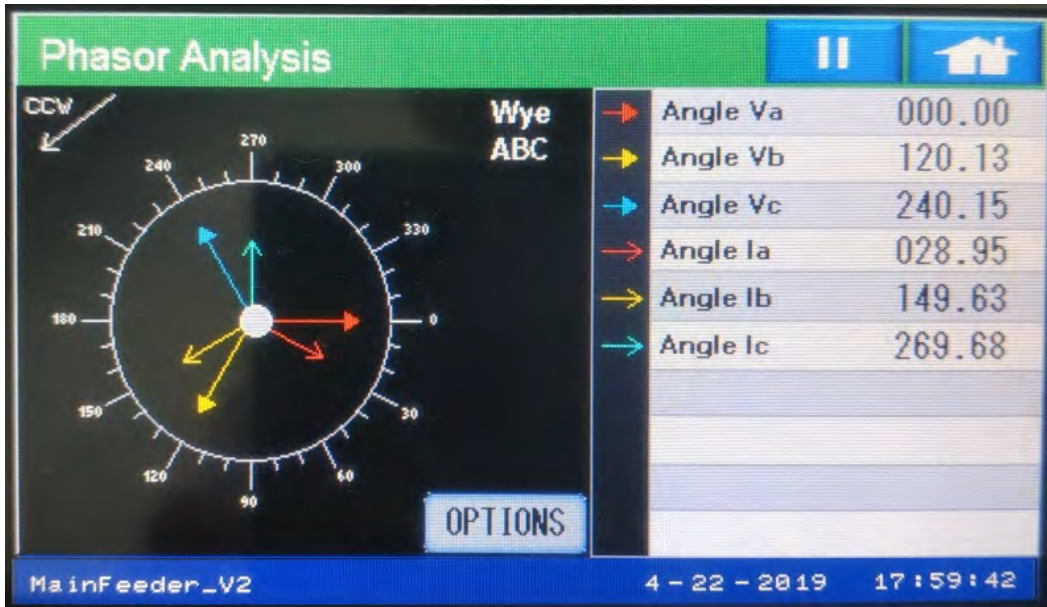 Phasor Analysis
CCW
Wye
ABC
270
240
300
210
330
180
0
150
30
120
60
90
OPTIONS
Angle Va 000.00
Angle Vb 120.13
Angle Vc 240.15
Angle Ia 028.95
Angle Ib 149.63
Angle Ic 269.68
MainFeeder_V2 4-22-2019 17:59:42